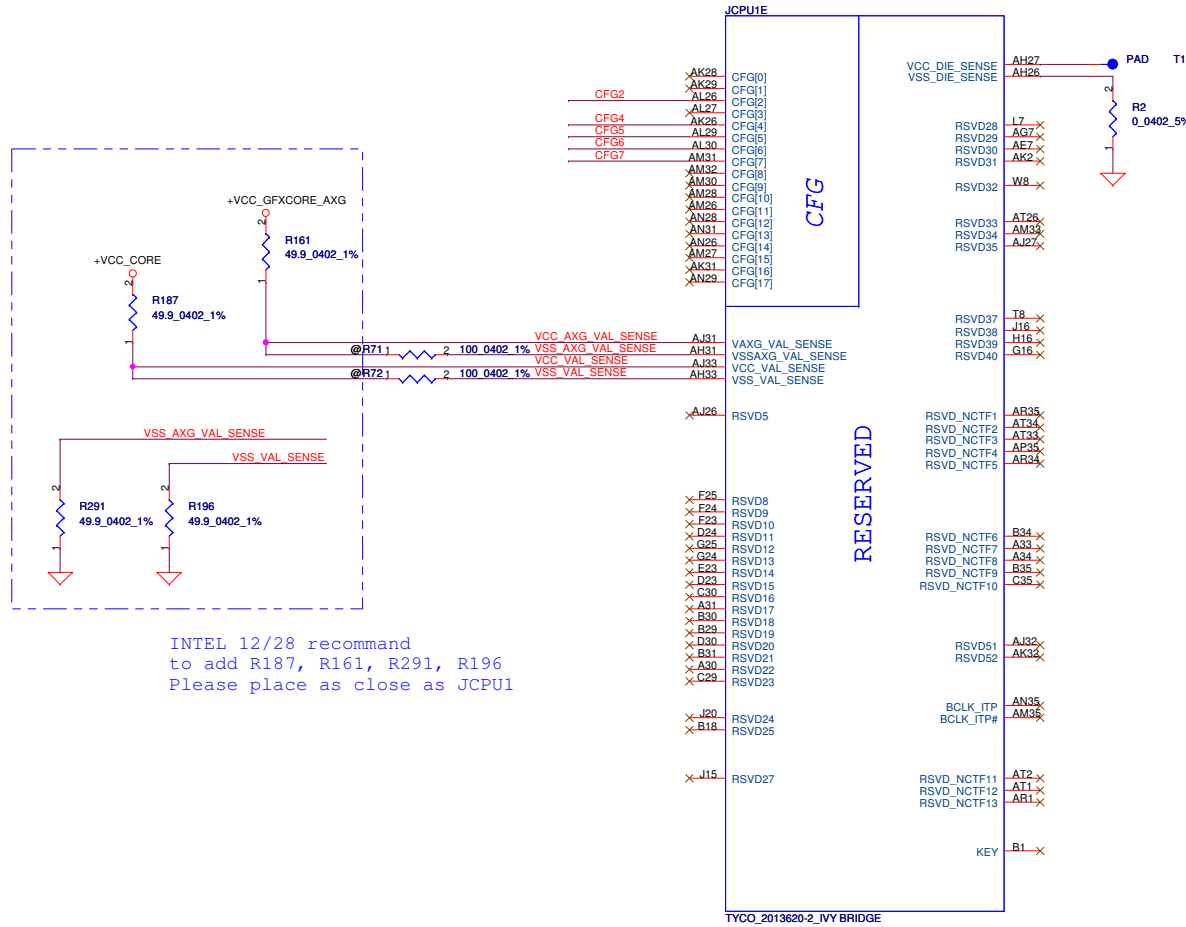 JCPU1E
AK28 CFG[0]
AK29 CFG[1]
CFG2 AL26 CFG[2]
AL27 CFG[3]
CFG4 AK26 CFG[4]
CFG5 AL29 CFG[5]
CFG6 AL30 CFG[6]
CFG7 AM31 CFG[7]
AM32 CFG[8]
AM30 CFG[9]
AM28 CFG[10]
AM26 CFG[11]
AN28 CFG[12]
AN31 CFG[13]
AN26 CFG[14]
AM27 CFG[15]
AK31 CFG[16]
AN29 CFG[17]
CFG
VCC_DIE_SENSE AH27
VSS_DIE_SENSE AH26
PAD T1
2
R2
0_0402_5%
1
RSVD28 L7
RSVD29 AG7
RSVD30 AE7
RSVD31 AK2
RSVD32 W8
RSVD33 AT26
RSVD34 AM33
RSVD35 AJ27
RSVD37 T8
RSVD38 J16
RSVD39 H16
RSVD40 G16
+VCC_GFXCORE_AXG
2
R161
49.9_0402_1%
1
+VCC_CORE
2
R187
49.9_0402_1%
1
VCC_AXG_VAL_SENSE AJ31 VAXG_VAL_SENSE
@R71 1 2 100_0402_1% VSS_AXG_VAL_SENSE AH31 VSSAXG_VAL_SENSE
VCC_VAL_SENSE AJ33 VCC_VAL_SENSE
@R72 1 2 100_0402_1% VSS_VAL_SENSE AH33 VSS_VAL_SENSE
AJ26 RSVD5
RSVD_NCTF1 AR35
RSVD_NCTF2 AT34
RSVD_NCTF3 AT33
RSVD_NCTF4 AP35
RSVD_NCTF5 AR34
RESERVED
VSS_AXG_VAL_SENSE
VSS_VAL_SENSE
2
R291
49.9_0402_1%
1
2
R196
49.9_0402_1%
1
F25 RSVD8
F24 RSVD9
F23 RSVD10
D24 RSVD11
G25 RSVD12
G24 RSVD13
E23 RSVD14
D23 RSVD15
C30 RSVD16
A31 RSVD17
B30 RSVD18
B29 RSVD19
D30 RSVD20
B31 RSVD21
A30 RSVD22
C29 RSVD23
J20 RSVD24
B18 RSVD25
J15 RSVD27
RSVD_NCTF6 B34
RSVD_NCTF7 A33
RSVD_NCTF8 A34
RSVD_NCTF9 B35
RSVD_NCTF10 C35
RSVD51 AJ32
RSVD52 AK32
BCLK_ITP AN35
BCLK_ITP# AM35
RSVD_NCTF11 AT2
RSVD_NCTF12 AT1
RSVD_NCTF13 AR1
KEY B1
INTEL 12/28 recommand
to add R187, R161, R291, R196
Please place as close as JCPU1
TYCO_2013620-2_IVY BRIDGE